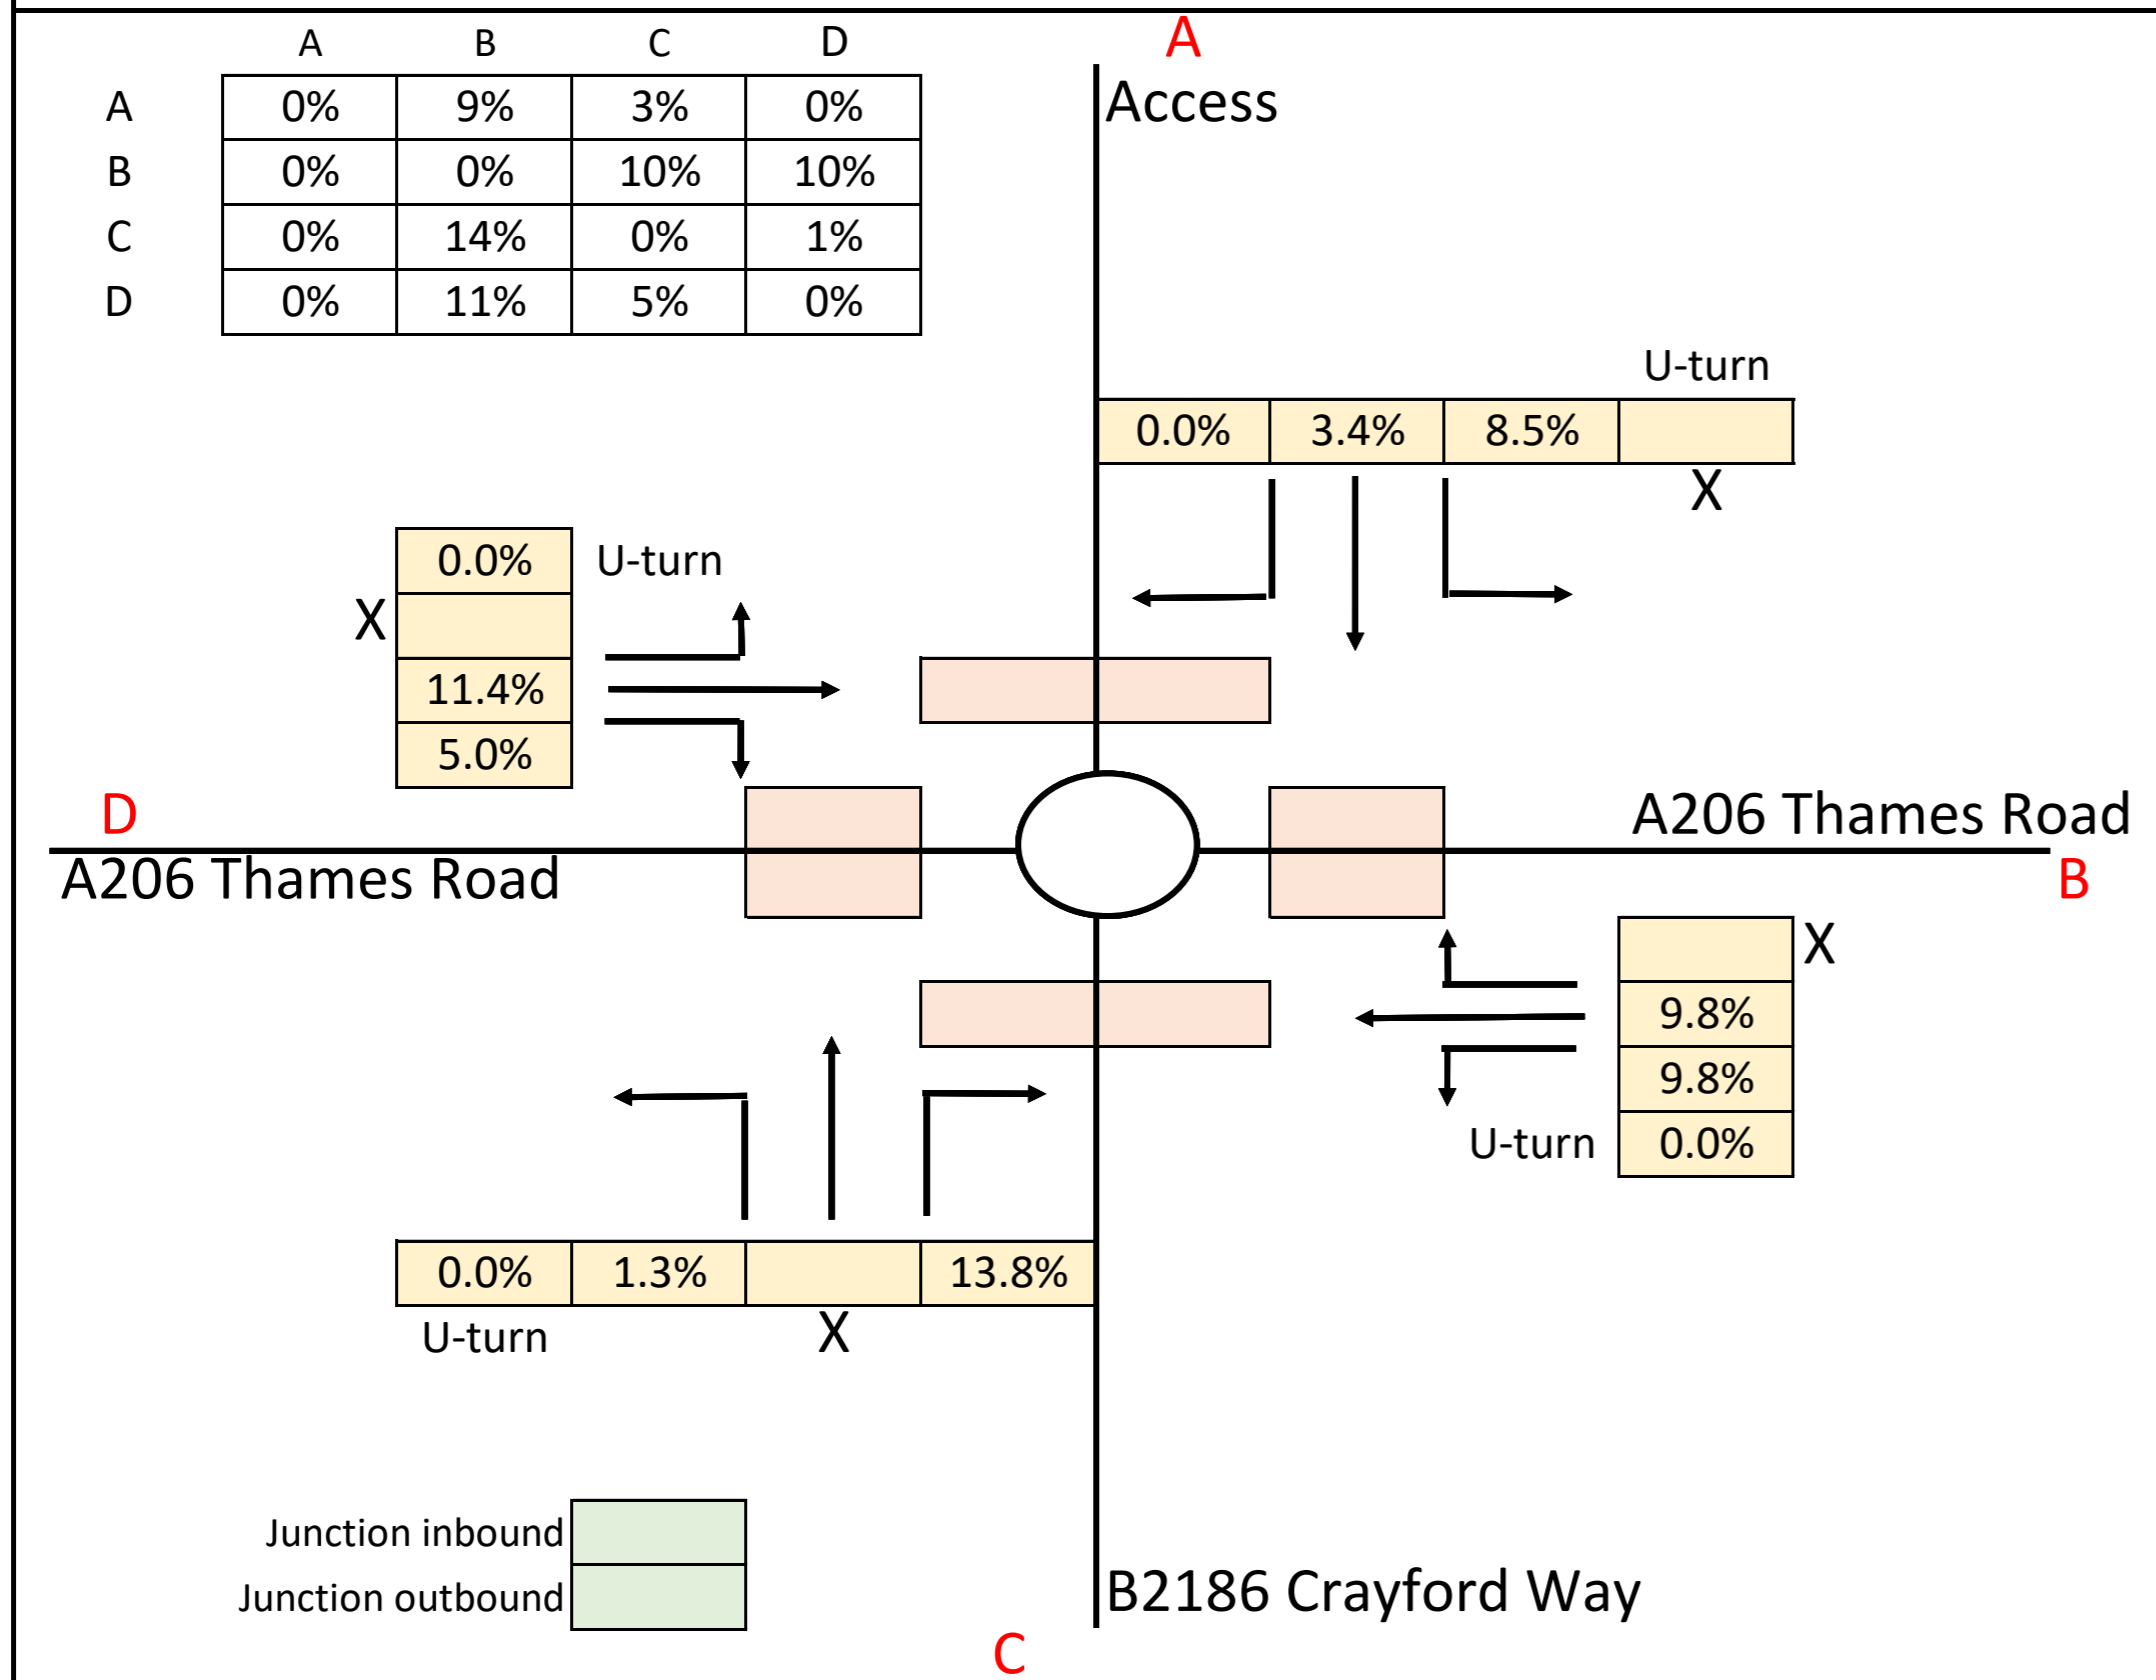 A
A B C D
A 0% 9% 3% 0%
B 0% 0% 10% 10%
C 0% 14% 0% 1%
D 0% 11% 5% 0%
Access
U-turn
0.0% 3.4% 8.5%
X
0.0% U-turn
X
11.4%
5.0%
D
A206 Thames Road
A206 Thames Road
B
X
9.8%
9.8%
U-turn 0.0%
0.0% 1.3% 13.8%
U-turn X
Junction inbound
Junction outbound
B2186 Crayford Way
C